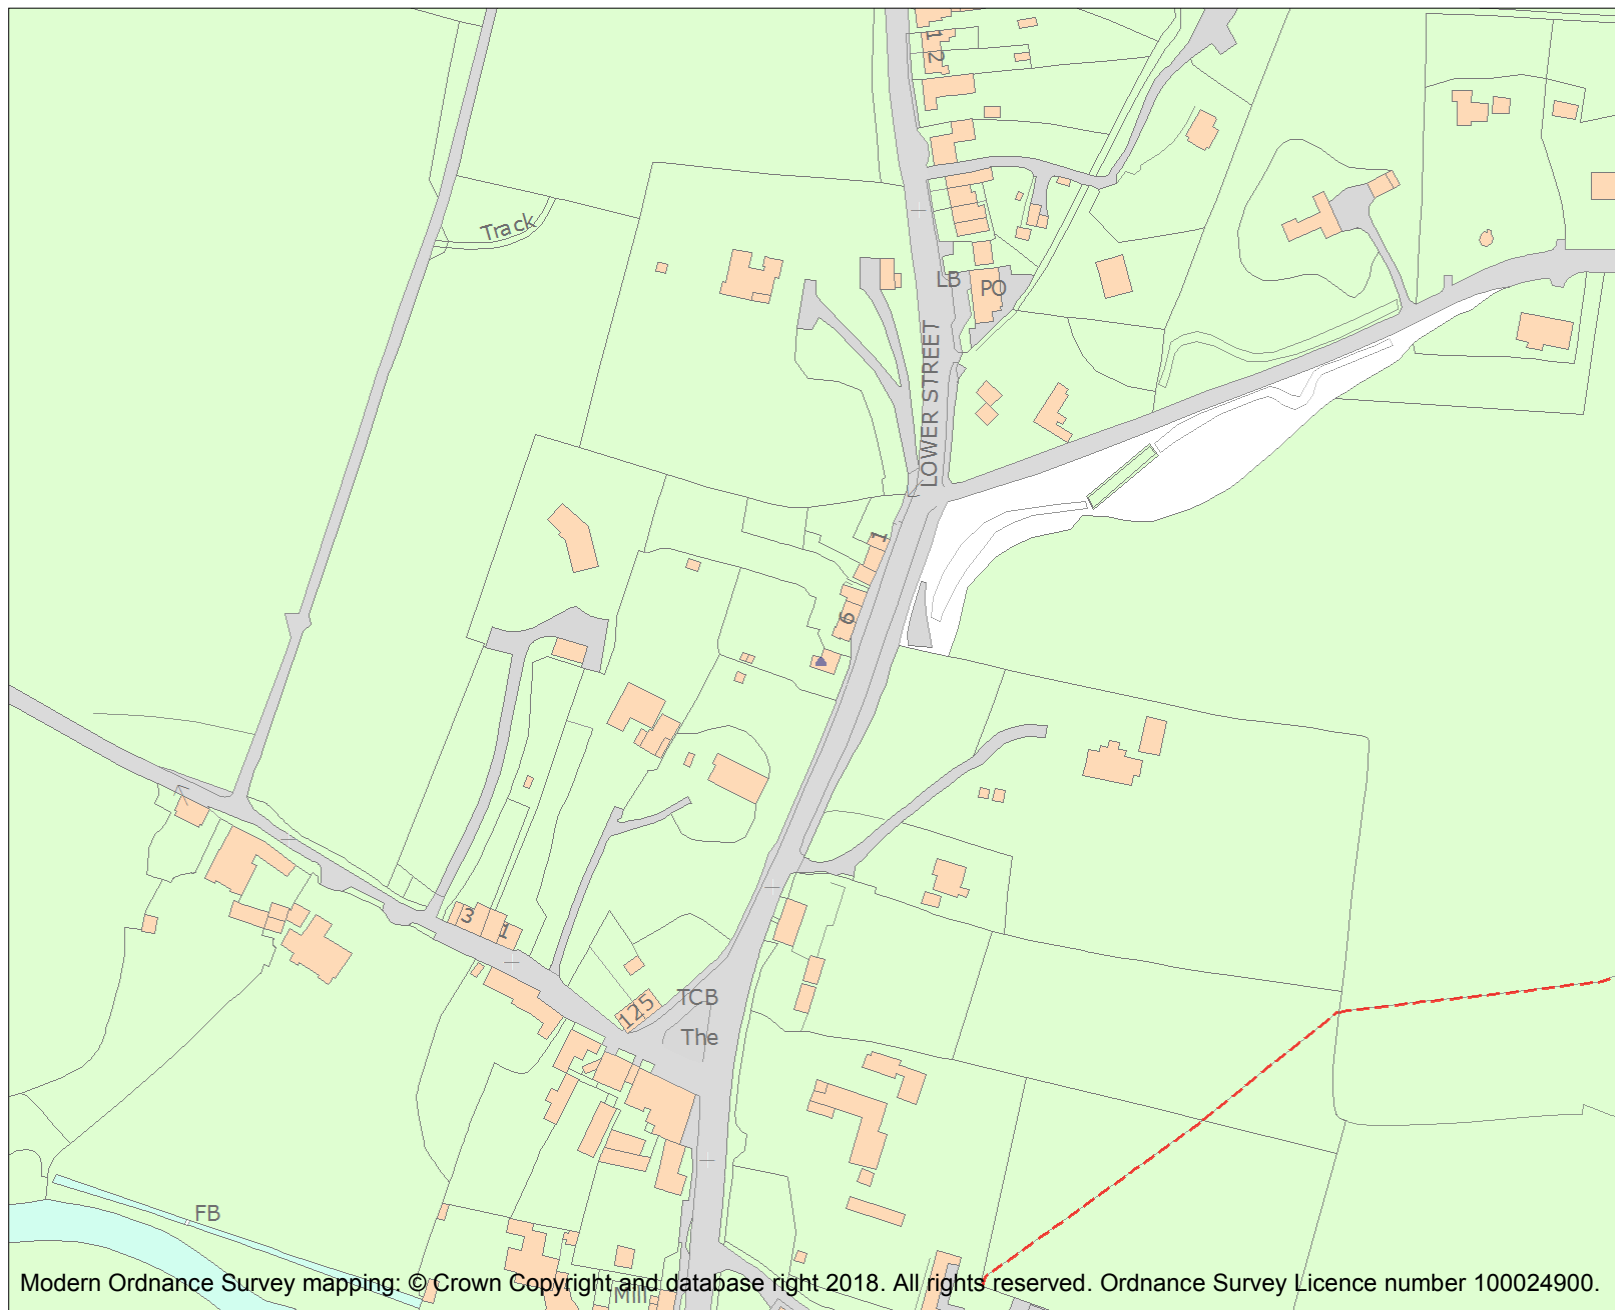 12
Track
LB
PO
LOWER STREET
1
6
3
1
125
TCB
The
FB
Mill
Modern Ordnance Survey mapping: © Crown Copyright and database right 2018. All rights reserved. Ordnance Survey Licence number 100024900.